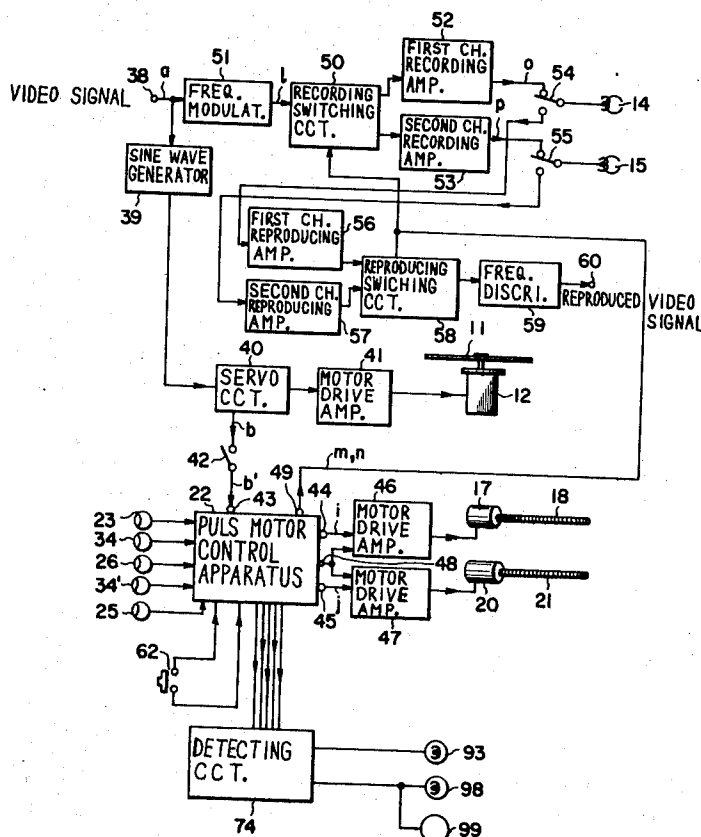 52
FIRST CH.
RECORDING
AMP.
o
54
14
51
FREQ.
MODULAT.
l
50
RECORDING
SWITCHING
CCT.
38
a
VIDEO SIGNAL
SECOND CH.
RECORDING
AMP.
53
p
55
15
SINE WAVE
GENERATOR
39
FIRST CH.
REPRODUCING
AMP.
56
SECOND CH.
REPRODUCING
AMP.
57
REPRODUCING
SWICHING
CCT.
58
FREQ.
DISCRI.
59
60
REPRODUCED
VIDEO
SIGNAL
40
SERVO
CCT.
41
MOTOR
DRIVE
AMP.
11
12
b
42
b'
43
49
m,n
22
PULS MOTOR
CONTROL
APPARATUS
23
34
26
34'
25
44
i
46
MOTOR
DRIVE
AMP.
17
18
48
j
45
MOTOR
DRIVE
AMP.
47
20
21
62
DETECTING
CCT.
74
93
98
99